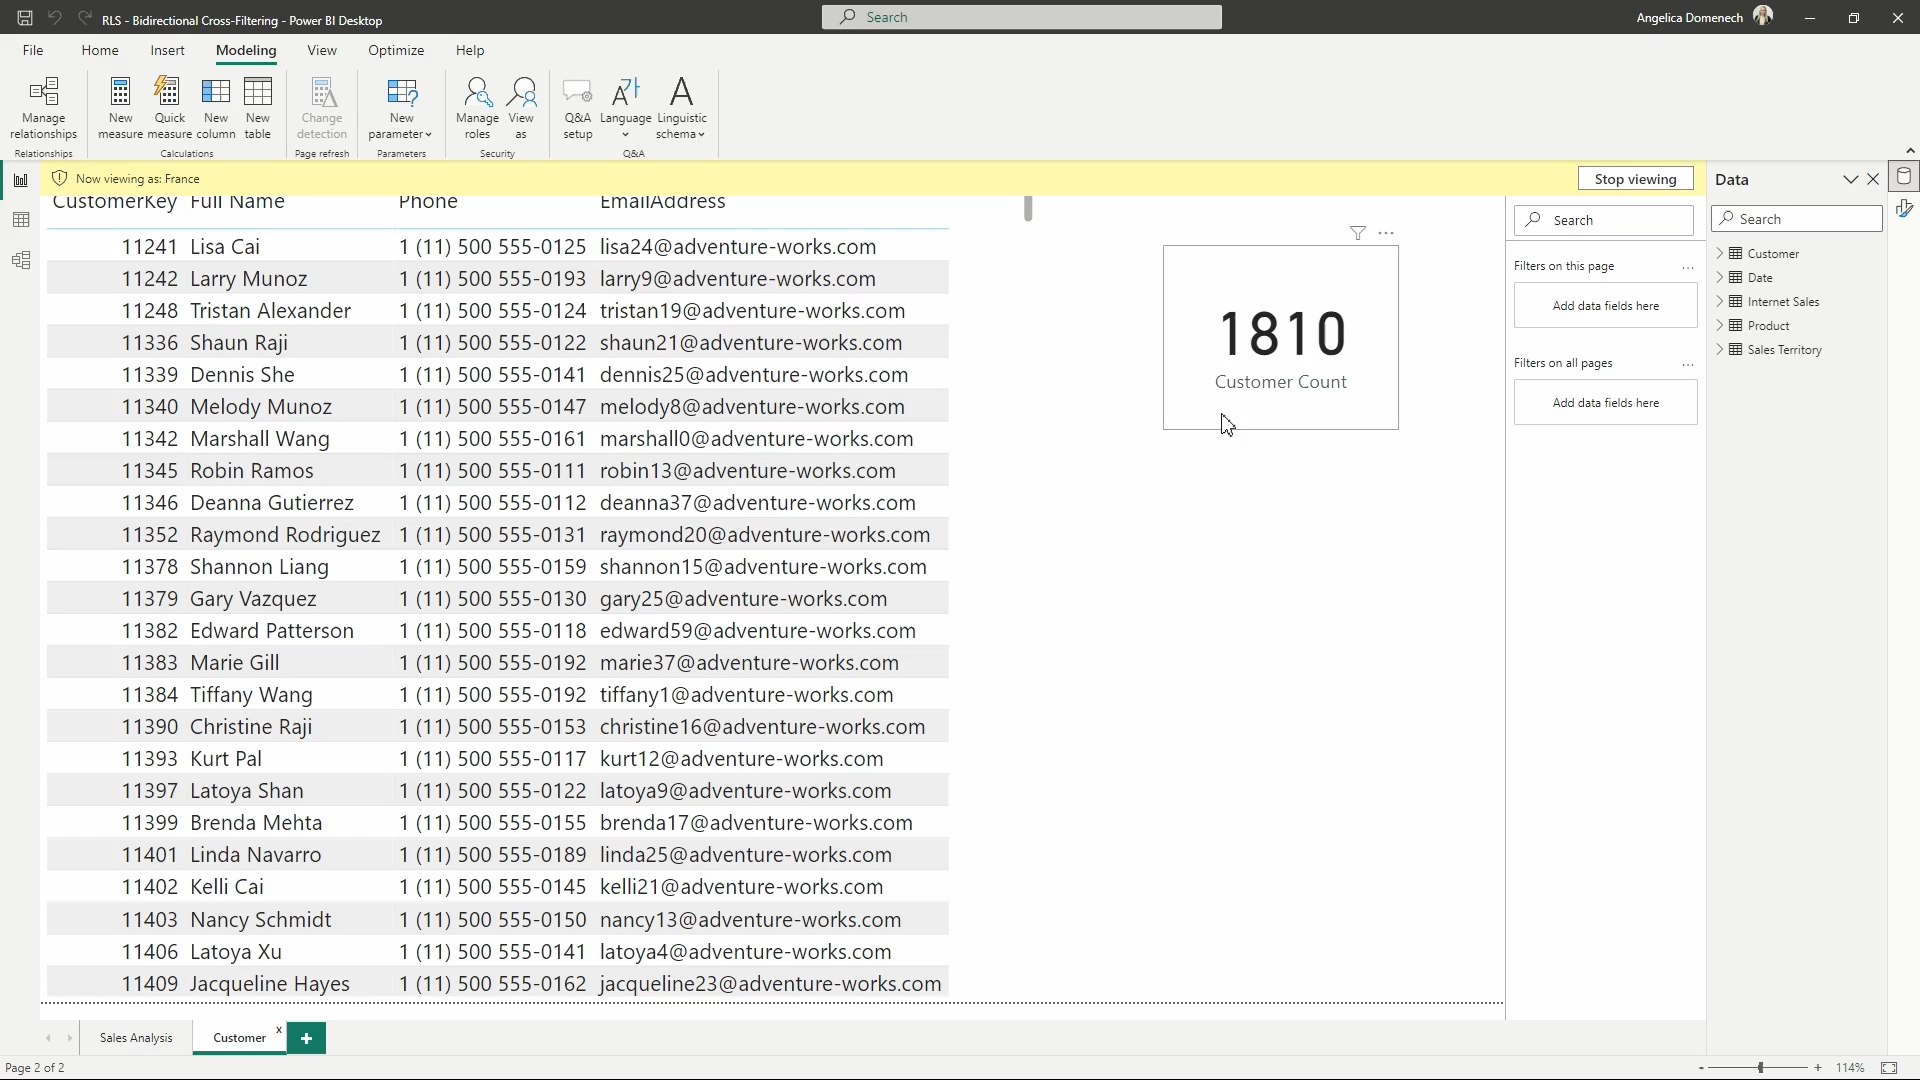 RLS - Bidirectional Cross-Filtering - Power BI Desktop
Search
Angelica Domenech
File Home Insert Modeling View Optimize Help
Manage relationships
New measure
Quick measure
New column
New table
Change detection
New parameter
Manage roles
View as
Q&A setup
Language
Linguistic schema
Relationships
Calculations
Page refresh
Parameters
Security
Q&A
Now viewing as: France
Stop viewing
CustomerKey Full Name Phone EmailAddress
11241 Lisa Cai 1 (11) 500 555-0125 lisa24@adventure-works.com
11242 Larry Munoz 1 (11) 500 555-0193 larry9@adventure-works.com
11248 Tristan Alexander 1 (11) 500 555-0124 tristan19@adventure-works.com
11336 Shaun Raji 1 (11) 500 555-0122 shaun21@adventure-works.com
11339 Dennis She 1 (11) 500 555-0141 dennis25@adventure-works.com
11340 Melody Munoz 1 (11) 500 555-0147 melody8@adventure-works.com
11342 Marshall Wang 1 (11) 500 555-0161 marshall0@adventure-works.com
11345 Robin Ramos 1 (11) 500 555-0111 robin13@adventure-works.com
11346 Deanna Gutierrez 1 (11) 500 555-0112 deanna37@adventure-works.com
11352 Raymond Rodriguez 1 (11) 500 555-0131 raymond20@adventure-works.com
11378 Shannon Liang 1 (11) 500 555-0159 shannon15@adventure-works.com
11379 Gary Vazquez 1 (11) 500 555-0130 gary25@adventure-works.com
11382 Edward Patterson 1 (11) 500 555-0118 edward59@adventure-works.com
11383 Marie Gill 1 (11) 500 555-0192 marie37@adventure-works.com
11384 Tiffany Wang 1 (11) 500 555-0192 tiffany1@adventure-works.com
11390 Christine Raji 1 (11) 500 555-0153 christine16@adventure-works.com
11393 Kurt Pal 1 (11) 500 555-0117 kurt12@adventure-works.com
11397 Latoya Shan 1 (11) 500 555-0122 latoya9@adventure-works.com
11399 Brenda Mehta 1 (11) 500 555-0155 brenda17@adventure-works.com
11401 Linda Navarro 1 (11) 500 555-0189 linda25@adventure-works.com
11402 Kelli Cai 1 (11) 500 555-0145 kelli21@adventure-works.com
11403 Nancy Schmidt 1 (11) 500 555-0150 nancy13@adventure-works.com
11406 Latoya Xu 1 (11) 500 555-0141 latoya4@adventure-works.com
11409 Jacqueline Hayes 1 (11) 500 555-0162 jacqueline23@adventure-works.com
1810
Customer Count
Search
Filters on this page
Add data fields here
Filters on all pages
Add data fields here
Data
Search
Customer
Date
Internet Sales
Product
Sales Territory
Sales Analysis
Customer x
Page 2 of 2
- + 114%